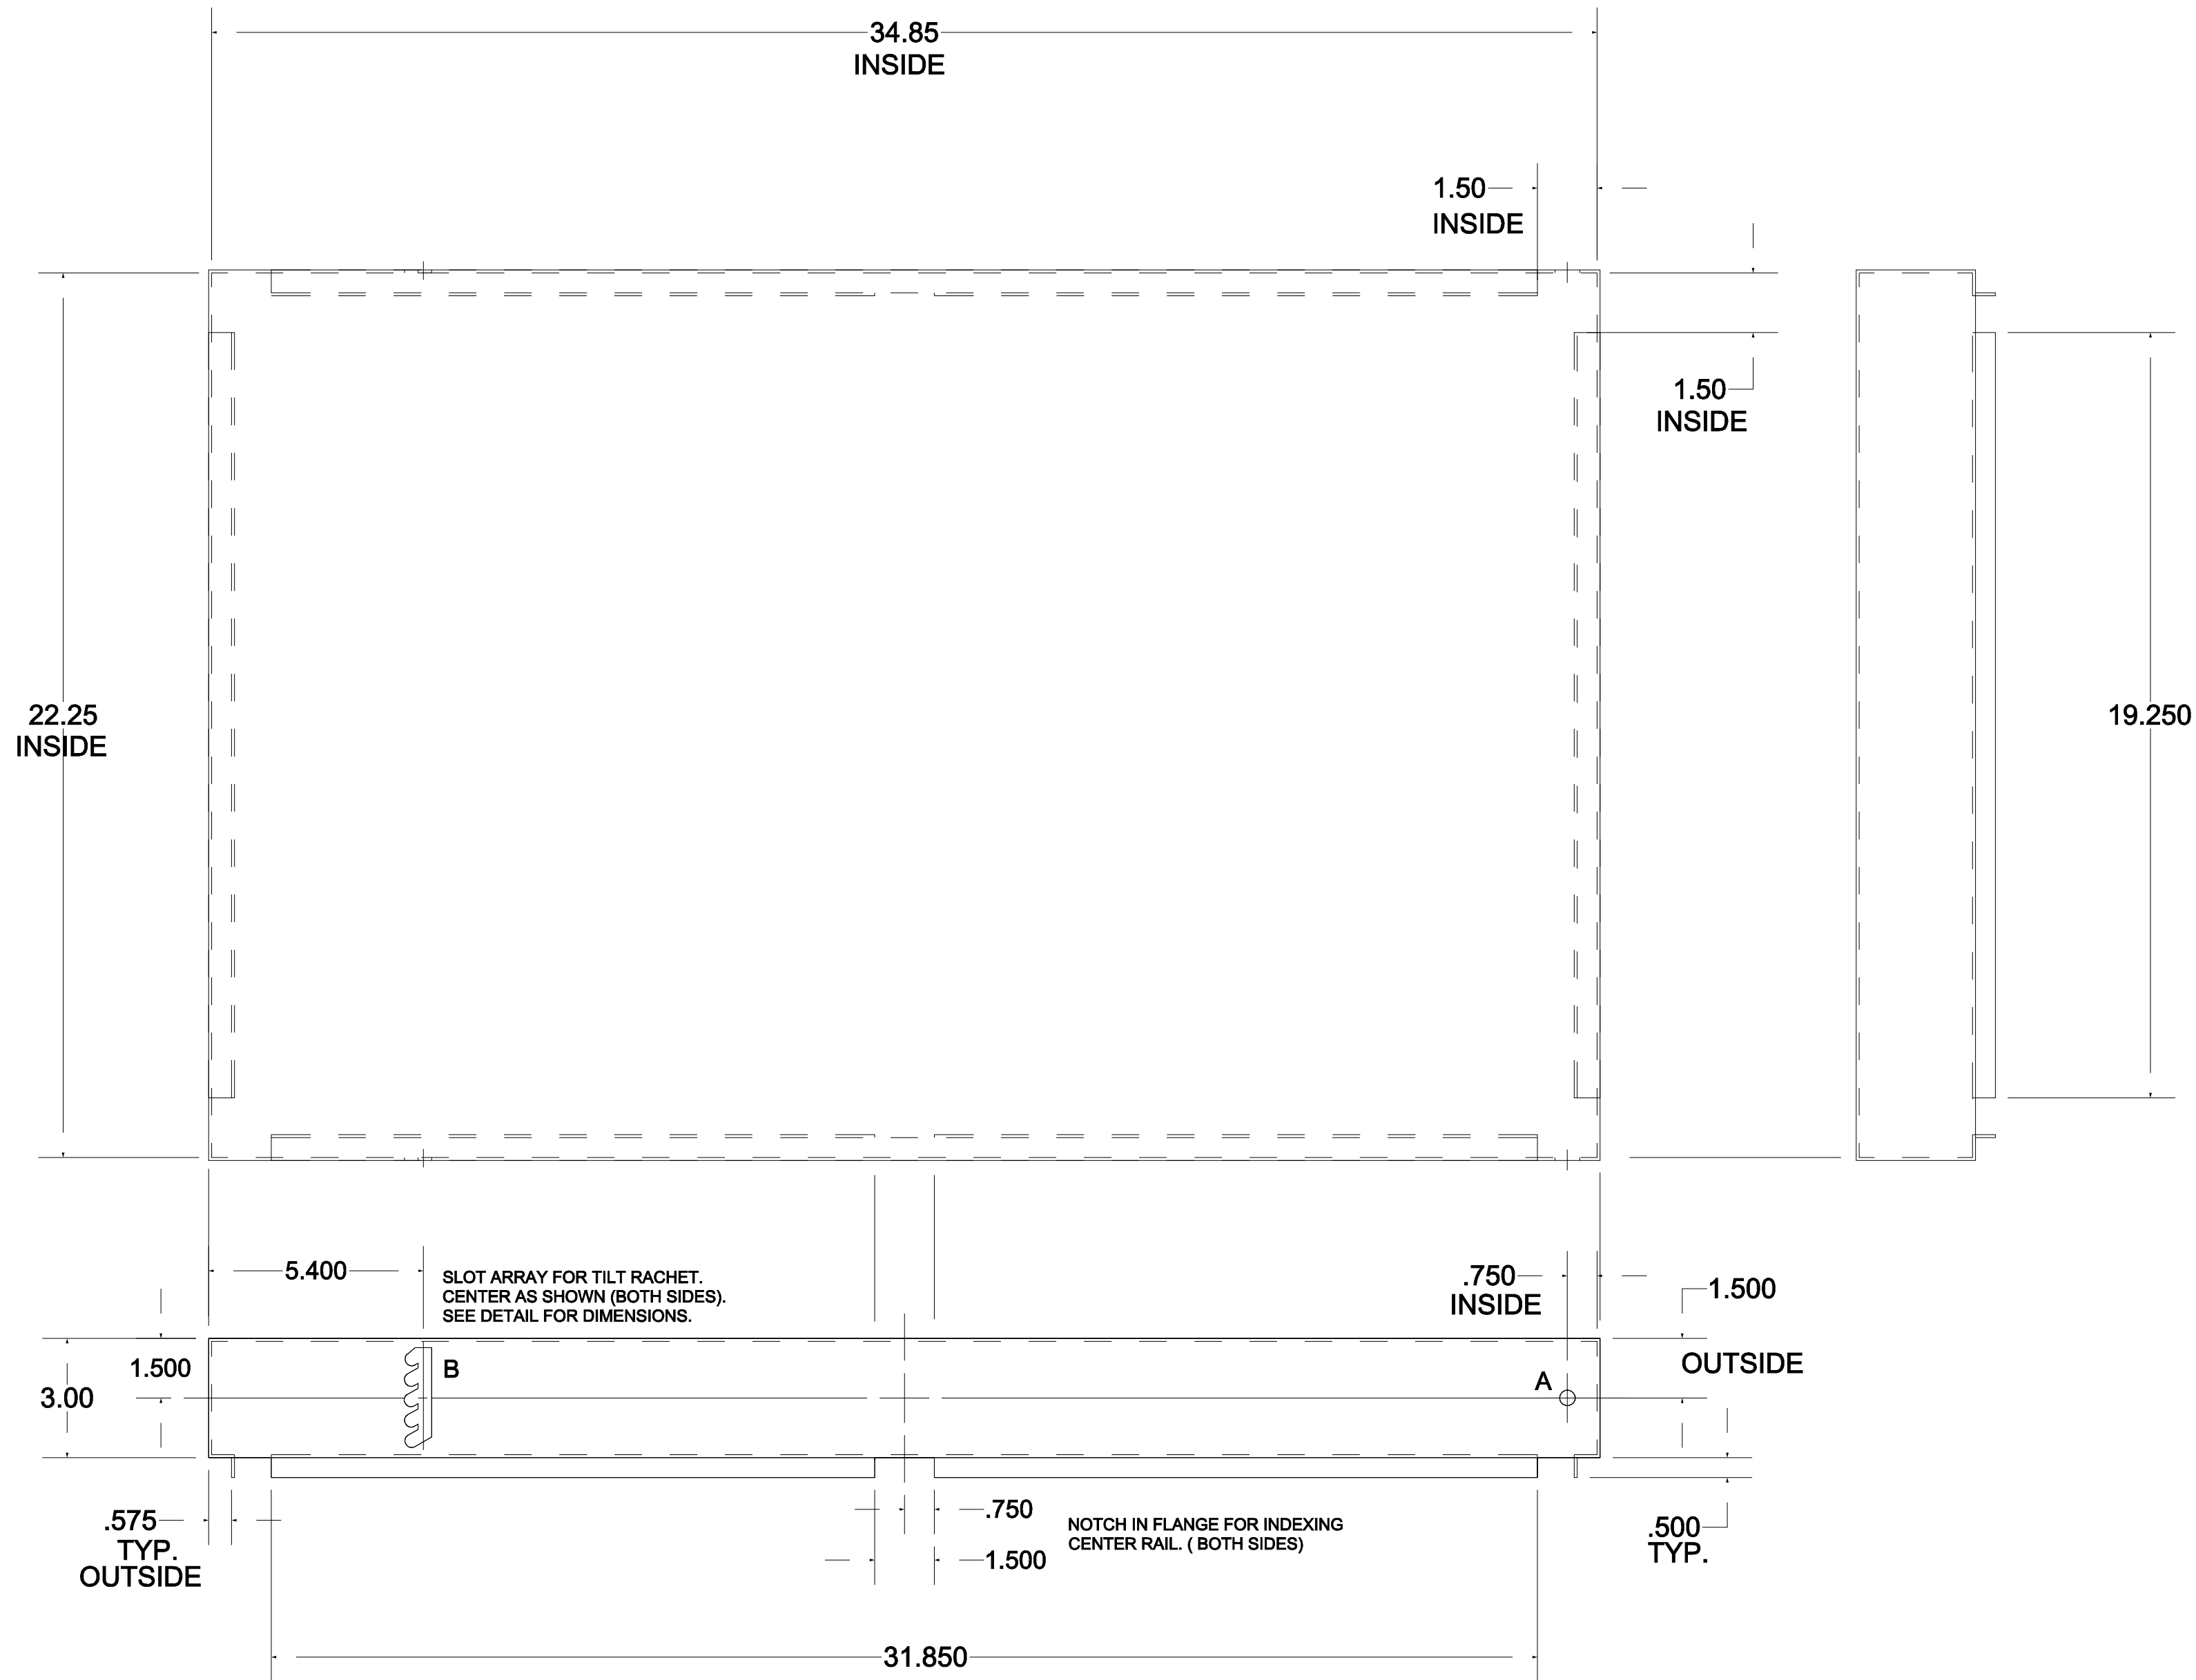 34.85
INSIDE
1.50
INSIDE
1.50
INSIDE
22.25
INSIDE
19.250
5.400
SLOT ARRAY FOR TILT RACHET.
CENTER AS SHOWN (BOTH SIDES).
SEE DETAIL FOR DIMENSIONS.
.750
INSIDE
1.500
OUTSIDE
1.500
3.00
B
A
.575
TYP.
OUTSIDE
.750
1.500
NOTCH IN FLANGE FOR INDEXING
CENTER RAIL. ( BOTH SIDES)
.500
TYP.
31.850